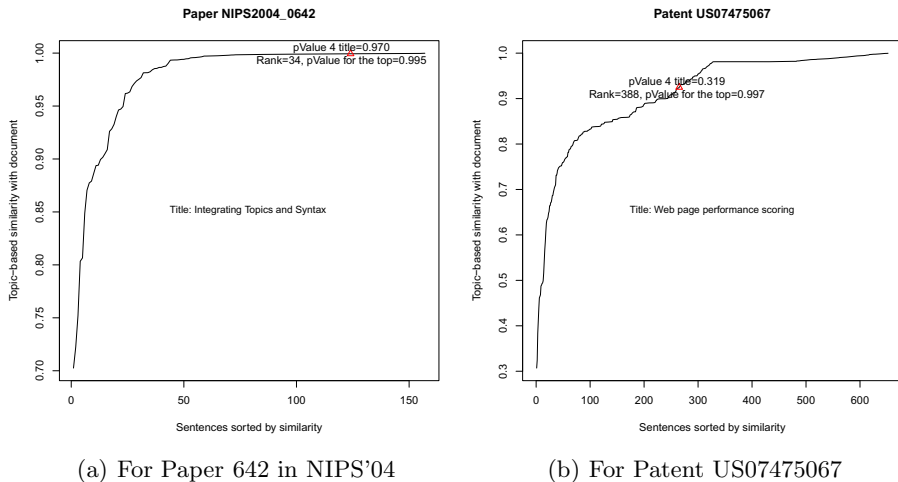 Paper NIPS2004_0642
pValue 4 title=0.970
Rank=34, pValue for the top=0.995
Title: Integrating Topics and Syntax
Topic−based similarity with document
1.00
0.95
0.90
0.85
0.80
0.75
0.70
0 50 100 150
Sentences sorted by similarity
(a) For Paper 642 in NIPS'04
Patent US07475067
pValue 4 title=0.319
Rank=388, pValue for the top=0.997
Title: Web page performance scoring
Topic−based similarity with document
1.0
0.9
0.8
0.7
0.6
0.5
0.4
0.3
0 100 200 300 400 500 600
Sentences sorted by similarity
(b) For Patent US07475067